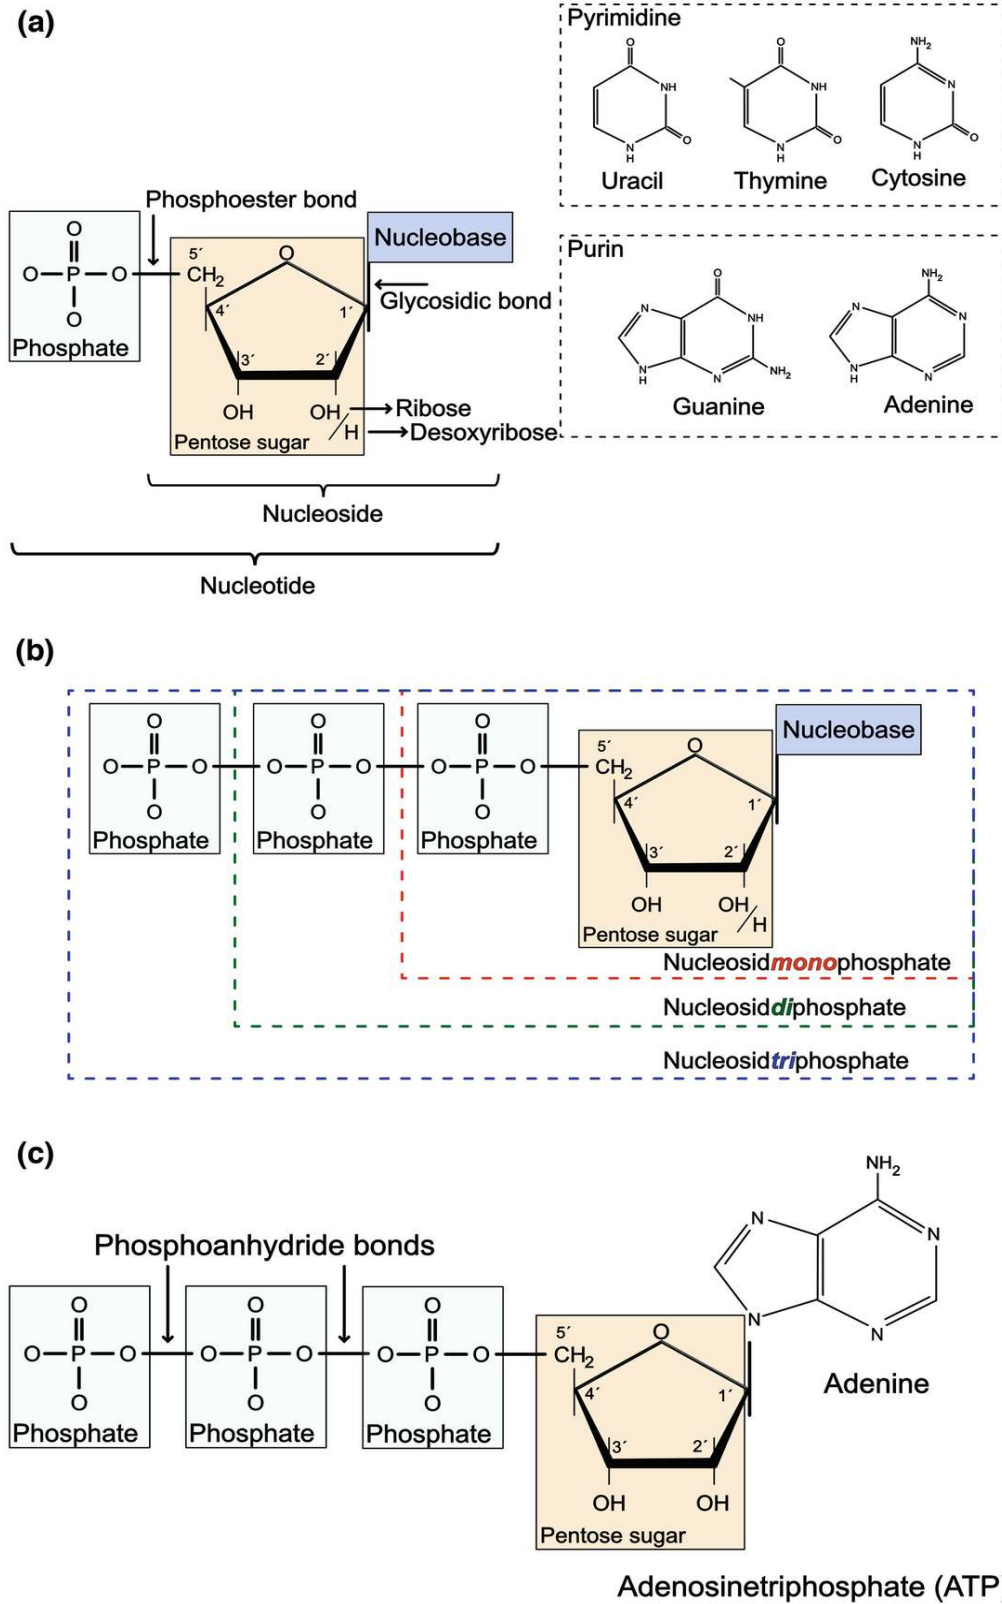 (a)
Pyrimidine
O
NH
O
N
H
Uracil
O
NH
O
N
H
Thymine
NH2
N
O
N
H
Cytosine
Phosphoester bond
O
O P O
O
Phosphate
5´
CH2
O
4´
1´
3´
2´
OH
OH
/H
Pentose sugar
Nucleobase
Glycosidic bond
Ribose
Desoxyribose
Purin
O
N
NH
N
H
N
NH2
Guanine
NH2
N
N
N
H
N
Adenine
Nucleoside
Nucleotide
(b)
O
O P O
O
Phosphate
O
O P O
O
Phosphate
O
O P O
O
Phosphate
5´
CH2
O
4´
1´
3´
2´
OH
OH
/H
Pentose sugar
Nucleobase
Nucleosidmonophosphate
Nucleosiddiphosphate
Nucleosidtriphosphate
(c)
Phosphoanhydride bonds
O
O P O
O
Phosphate
O
O P O
O
Phosphate
O
O P O
O
Phosphate
5´
CH2
O
4´
1´
3´
2´
OH
OH
Pentose sugar
NH2
N
N
N
N
Adenine
Adenosinetriphosphate (ATP